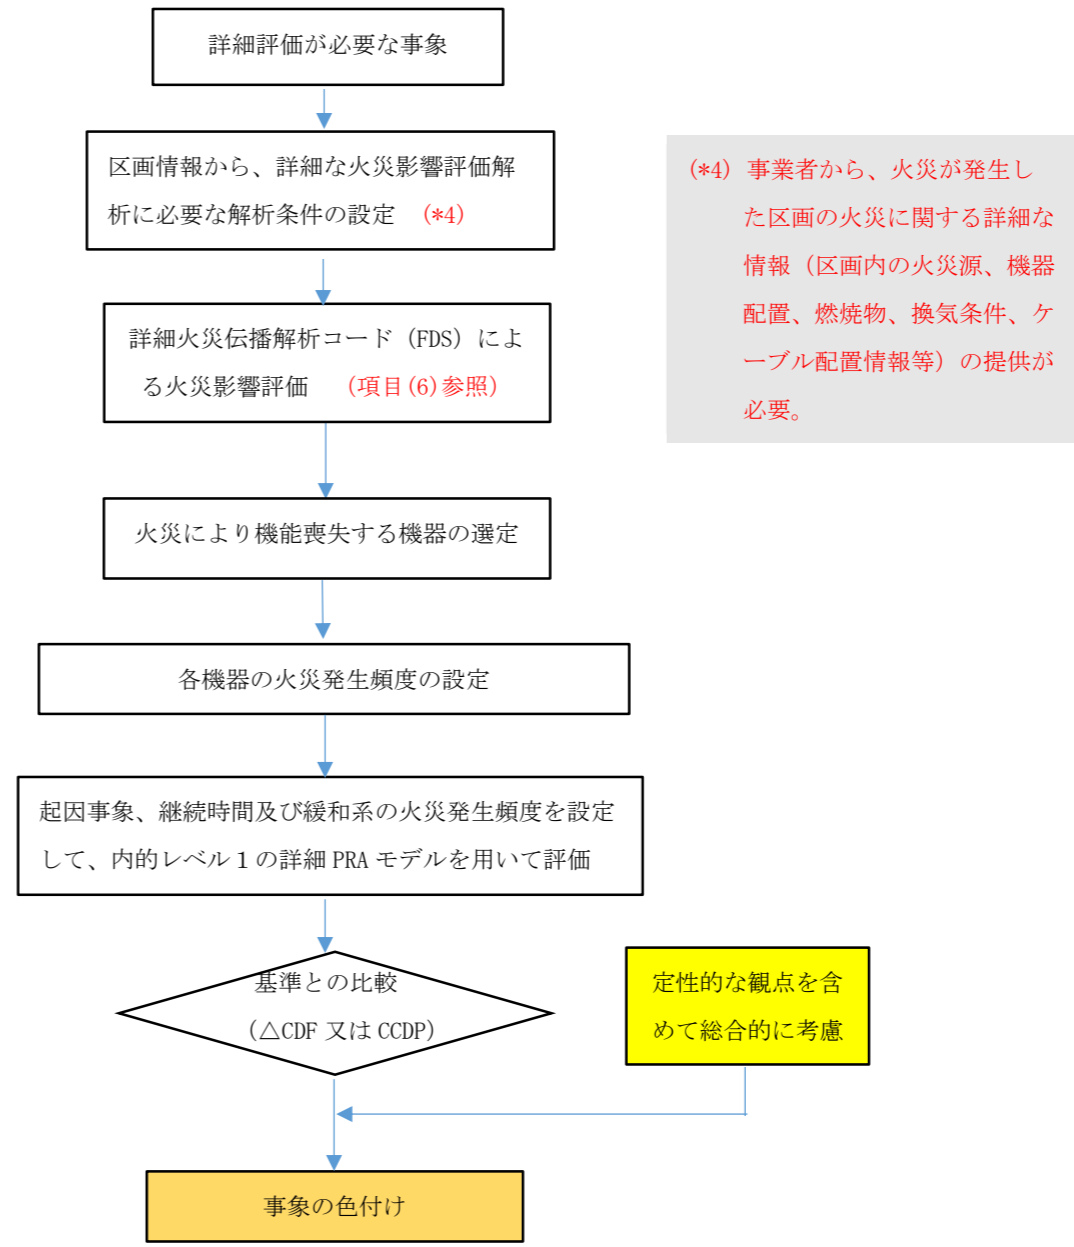 詳細評価が必要な事象
区画情報から、詳細な火災影響評価解
析に必要な解析条件の設定 (*4)
(*4) 事業者から、火災が発生し
た区画の火災に関する詳細な
情報（区画内の火災源、機器
配置、燃焼物、換気条件、ケ
ーブル配置情報等）の提供が
必要。
詳細火災伝播解析コード（FDS）によ
る火災影響評価 （項目(6)参照）
火災により機能喪失する機器の選定
各機器の火災発生頻度の設定
起因事象、継続時間及び緩和系の火災発生頻度を設定
して、内的レベル１の詳細 PRA モデルを用いて評価
基準との比較
（△CDF 又は CCDP）
定性的な観点を含
めて総合的に考慮
事象の色付け